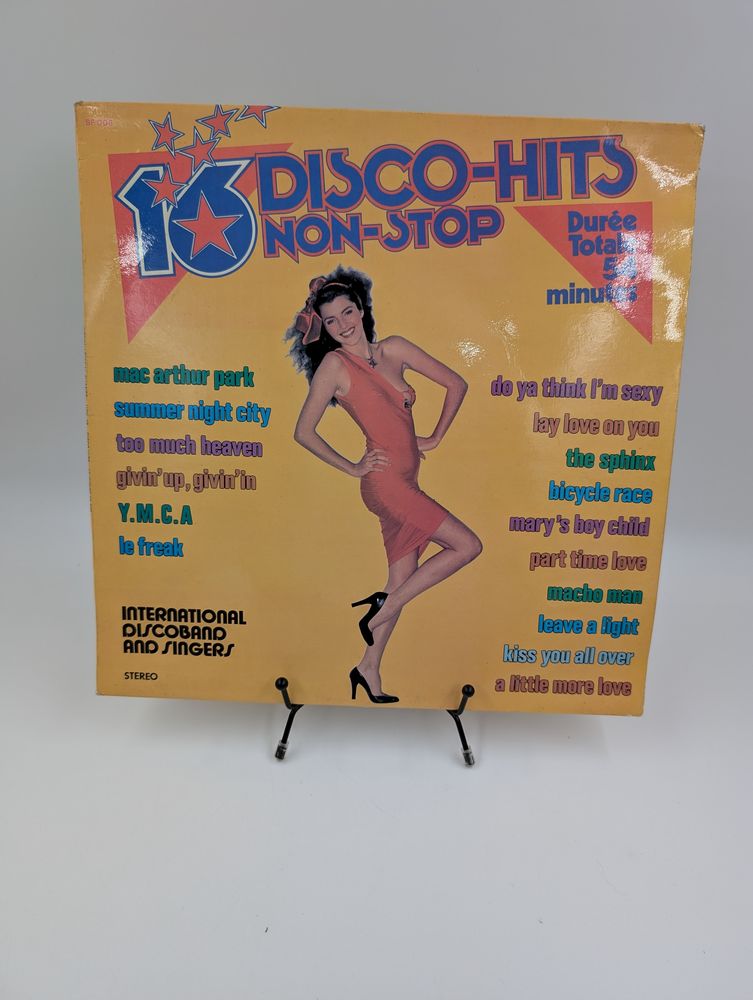 BP 008
16 DISCO-HITS
NON-STOP
Durée
Totale
minutes
mac arthur park
summer night city
too much heaven
givin'up, givin'in
Y.M.C.A
le freak
do ya think I'm sexy
lay love on you
the sphinx
bicycle race
mary's boy child
part time love
macho man
leave a light
kiss you all over
a little more love
INTERNATIONAL
DISCOBAND
AND SINGERS
STEREO